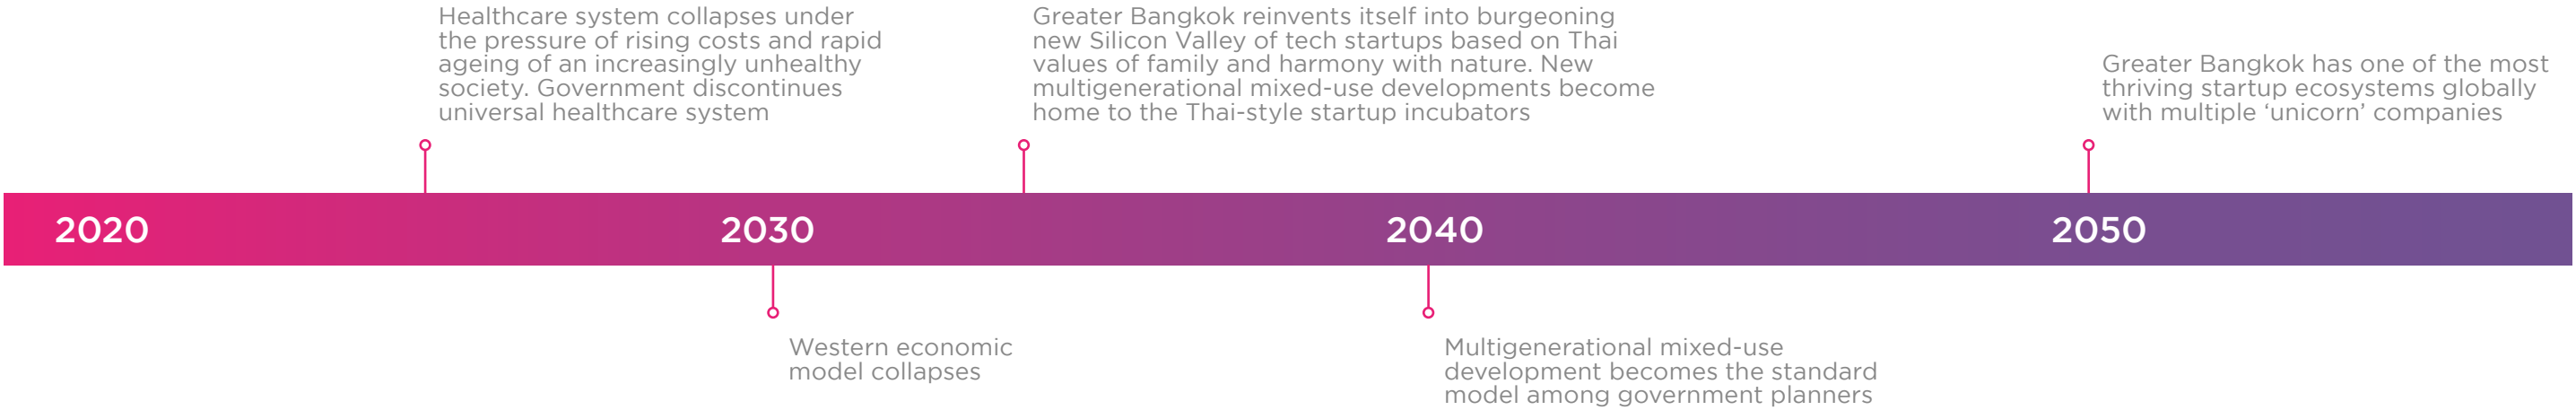 Healthcare system collapses under
the pressure of rising costs and rapid
ageing of an increasingly unhealthy
society. Government discontinues
universal healthcare system
Greater Bangkok reinvents itself into burgeoning
new Silicon Valley of tech startups based on Thai
values of family and harmony with nature. New
multigenerational mixed-use developments become
home to the Thai-style startup incubators
Greater Bangkok has one of the most
thriving startup ecosystems globally
with multiple ‘unicorn’ companies
2020
2030
2040
2050
Western economic
model collapses
Multigenerational mixed-use
development becomes the standard
model among government planners